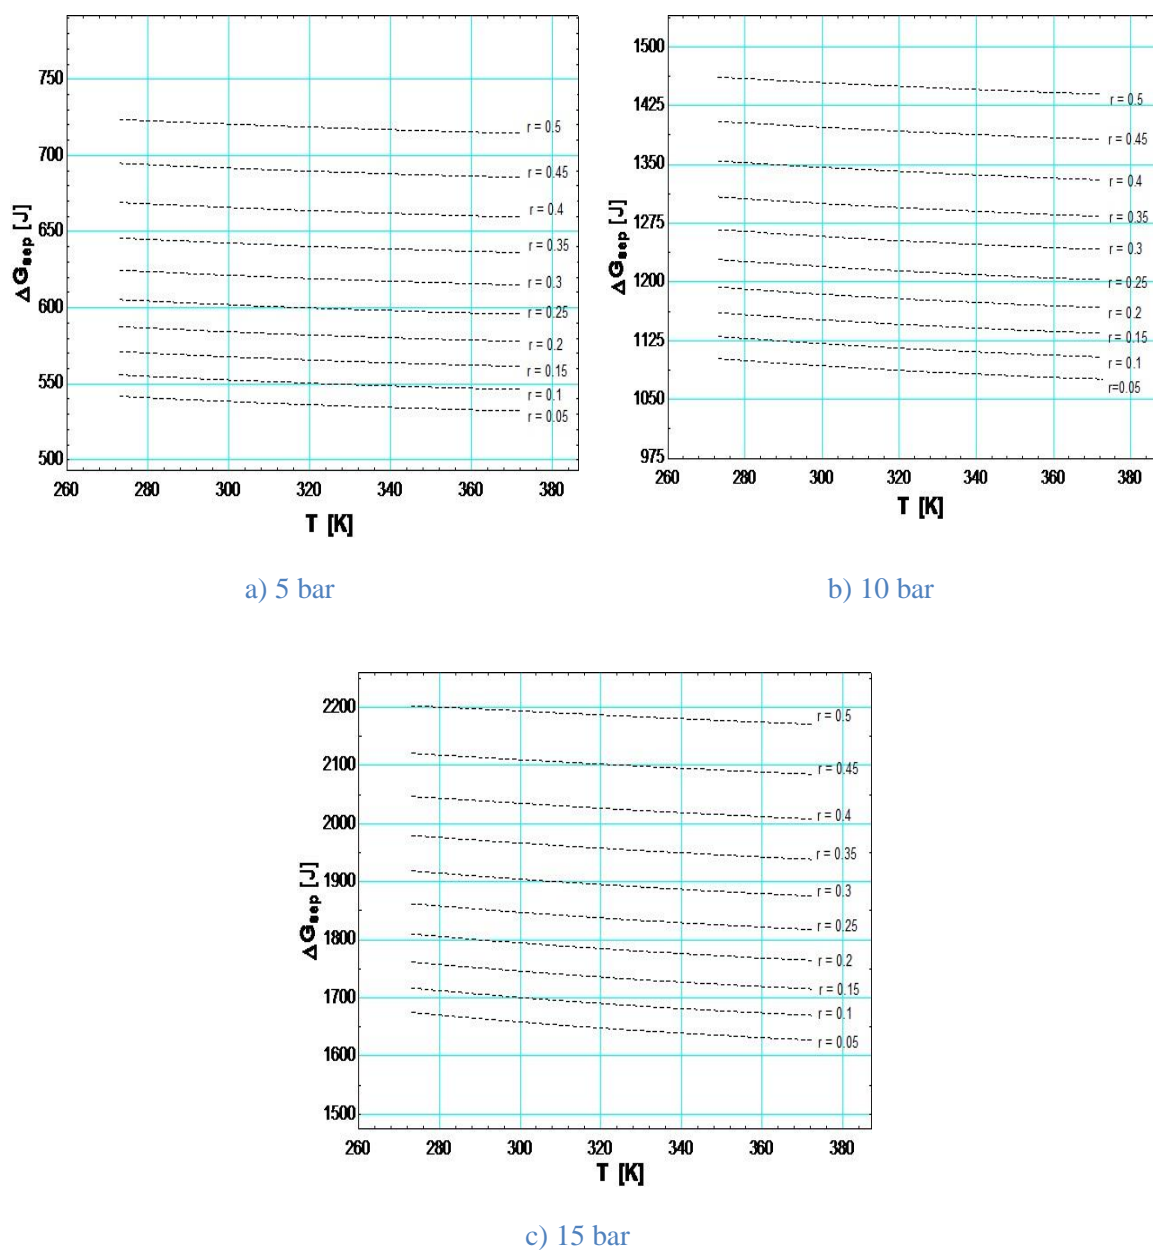 750
700
650
600
550
500
ΔGsep [J]
r = 0.5
r = 0.45
r = 0.4
r = 0.35
r = 0.3
r = 0.25
r = 0.2
r = 0.15
r = 0.1
r = 0.05
260 280 300 320 340 360 380
T [K]
a) 5 bar
1500
1425
1350
1275
1200
1125
1050
975
ΔGsep [J]
r = 0.5
r = 0.45
r = 0.4
r = 0.35
r = 0.3
r = 0.25
r = 0.2
r = 0.15
r = 0.1
r=0.05
260 280 300 320 340 360 380
T [K]
b) 10 bar
2200
2100
2000
1900
1800
1700
1600
1500
ΔGsep [J]
r = 0.5
r = 0.45
r = 0.4
r = 0.35
r = 0.3
r = 0.25
r = 0.2
r = 0.15
r = 0.1
r = 0.05
260 280 300 320 340 360 380
T [K]
c) 15 bar